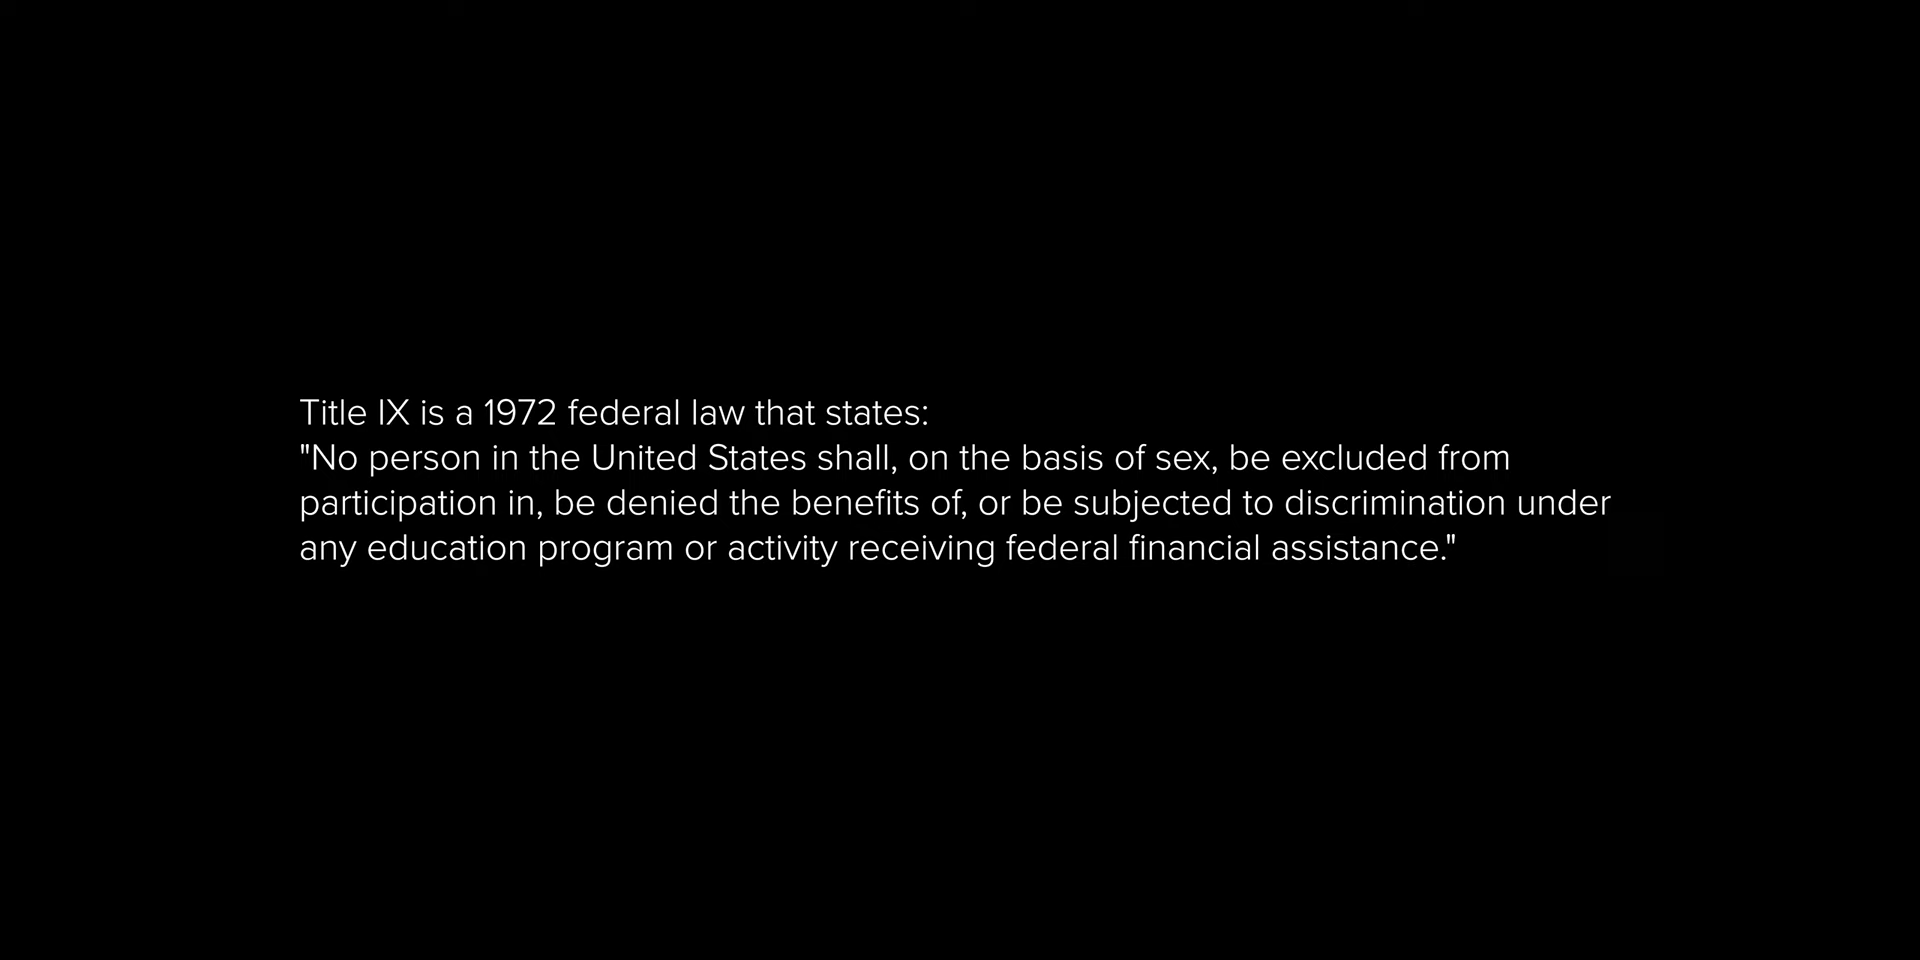 Title IX is a 1972 federal law that states:
"No person in the United States shall, on the basis of sex, be excluded from
participation in, be denied the benefits of, or be subjected to discrimination under
any education program or activity receiving federal financial assistance."